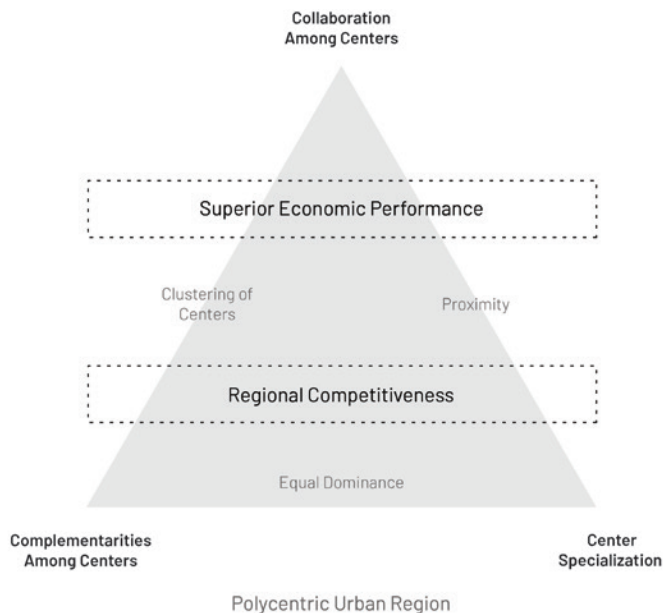 Collaboration
Among Centers
Superior Economic Performance
Clustering of
Centers
Proximity
Regional Competitiveness
Equal Dominance
Complementarities
Among Centers
Center
Specialization
Polycentric Urban Region